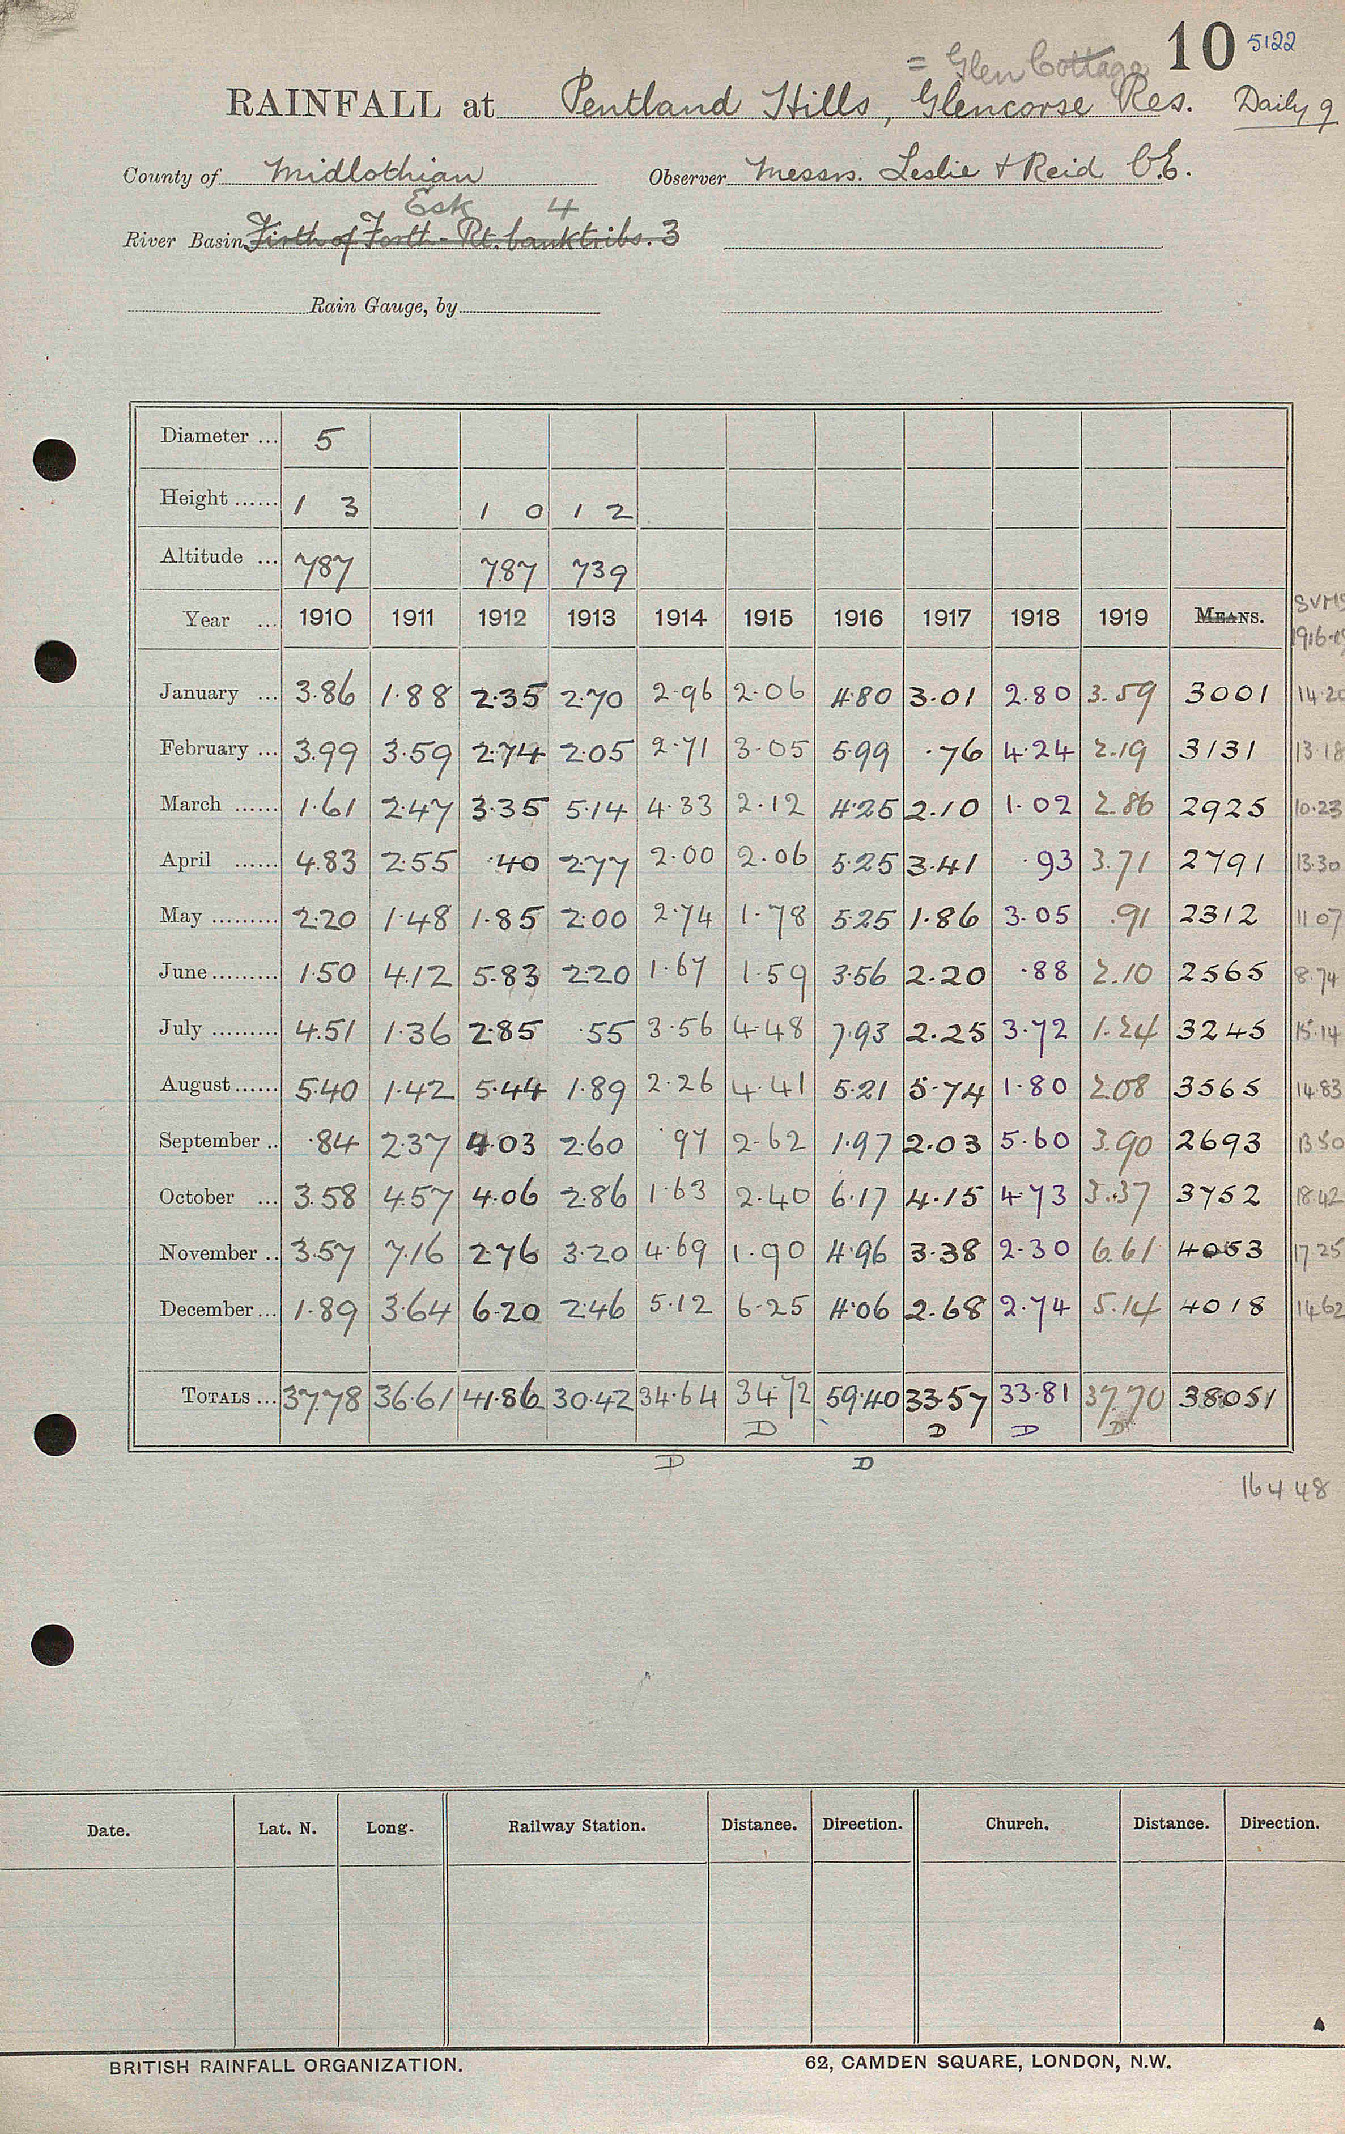 10 5122
= Glen Cottage
RAINFALL at Pentland Hills, Glencorse Res. Daily 9
County of Midlothian Observer Messrs. Leslie & Reid C.E.
Esk 4
River Basin Firth of Forth - Rt. bank tribs. 3
Rain Gauge, by
Diameter ... 5
Height ...... 1 3 1 0 1 2
Altitude ... 787 787 739
Year ... 1910 1911 1912 1913 1914 1915 1916 1917 1918 1919 MEANS. SUMS
1916-19
January ... 3.86 1.88 2.35 2.70 2.96 2.06 4.80 3.01 2.80 3.59 3001 14.20
February ... 3.99 3.59 2.74 2.05 2.71 3.05 5.99 .76 4.24 2.19 3131 13.18
March ...... 1.61 2.47 3.35 5.14 4.33 2.12 4.25 2.10 1.02 2.86 2925 10.23
April ...... 4.83 2.55 .40 2.77 2.00 2.06 5.25 3.41 .93 3.71 2791 13.30
May ......... 2.20 1.48 1.85 2.00 2.74 1.78 5.25 1.86 3.05 .91 2312 11 07
June ......... 1.50 4.12 5.83 2.20 1.67 1.59 3.56 2.20 .88 2.10 2565 8.74
July ......... 4.51 1.36 2.85 .55 3.56 4.48 7.93 2.25 3.72 1.24 3245 15.14
August ...... 5.40 1.42 5.44 1.89 2.26 4.41 5.21 5.74 1.80 2.08 3565 14.83
September .. .84 2.37 4.03 2.60 .97 2.62 1.97 2.03 5.60 3.90 2693 13 50
October ... 3.58 4.57 4.06 2.86 1.63 2.40 6.17 4.15 4.73 3.37 3752 18.42
November .. 3.57 7.16 2.76 3.20 4.69 1.90 4.96 3.38 2.30 6.61 4053 17.25
December ... 1.89 3.64 6.20 2.46 5.12 6.25 4.06 2.68 2.74 5.14 4018 14.62
TOTALS ... 37.78 36.61 41.86 30.42 34.64 34.72 59.40 33.57 33.81 37.70 38051
D D D D
D D
164 48
Date. Lat. N. Long. Railway Station. Distance. Direction. Church. Distance. Direction.
BRITISH RAINFALL ORGANIZATION. 62, CAMDEN SQUARE, LONDON, N.W.